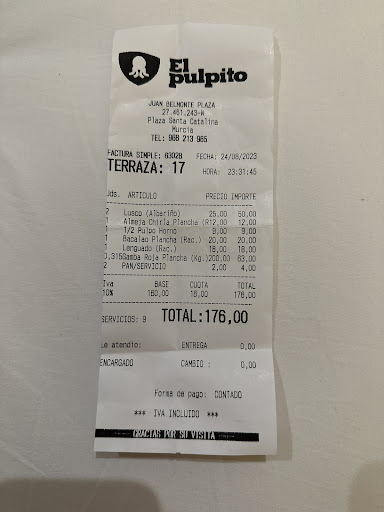 El
pulpito
JUAN BELMONTE PLAZA
27.461.243-W
Plaza Santa Catalina
Murcia
TEL: 968 213 965
FACTURA SIMPLE: 63028 FECHA: 24/08/2023
TERRAZA: 17 HORA: 23:31:45
Uds. ARTICULO PRECIO IMPORTE
2 Lusco (Albariño) 25,00 50,00
1 Almeja Chirla Plancha (R12,00 12,00
1 1/2 Pulpo Horno 9,00 9,00
1 Bacalao Plancha (Rac.) 20,00 20,00
1 Lenguado (Rac.) 18,00 18,00
0,315Gamba Roja Plancha (Kg.)200,00 63,00
2 PAN/SERVICIO 2,00 4,00
Iva BASE CUOTA TOTAL
10% 160,00 16,00 176,00
SERVICIOS: 9 TOTAL:176,00
Le atendio: ENTREGA 0,00
ENCARGADO CAMBIO : 0,00
Forma de pago: CONTADO
*** IVA INCLUIDO ***
GRACIAS POR SU VISITA